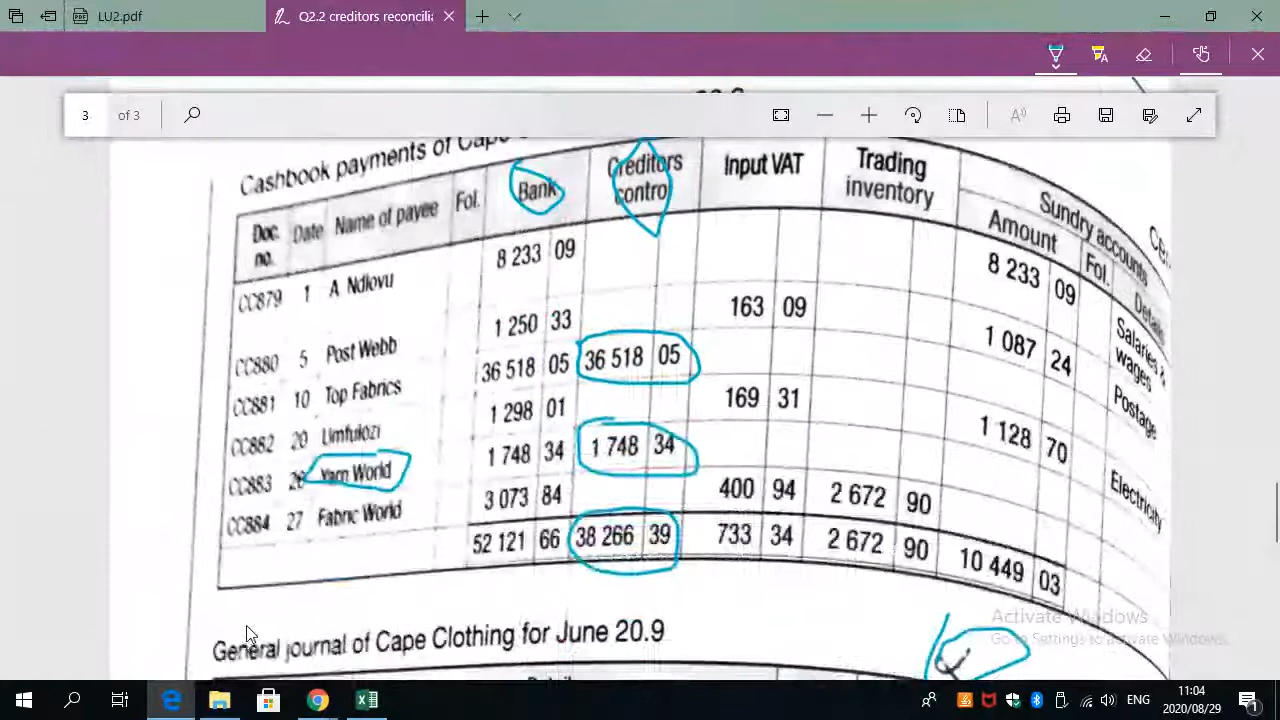 LU2.pdf
Q2.2 creditors reconcilia
3 of 3
Cashbook payments of Cape
Doc. no. Date Name of payee Fol. Bank Creditors control Input VAT Trading inventory Sundry accounts
Amount Fol. Details
CC879 1 A Ndlovu 8 233 09 8 233 09 Salaries & wages
CC880 5 Post Webb 1 250 33 163 09 1 087 24 Postage
CC881 10 Top Fabrics 36 518 05 36 518 05
CC882 20 Umfulozi 1 298 01 169 31 1 128 70 Electricity
CC883 26 Yarn World 1 748 34 1 748 34
CC884 27 Fabric World 3 073 84 400 94 2 672 90
52 121 66 38 266 39 733 34 2 672 90 10 449 03
General journal of Cape Clothing for June 20.9
Activate Windows
Go to Settings to activate Windows.
ENG
11:04
2020/08/29